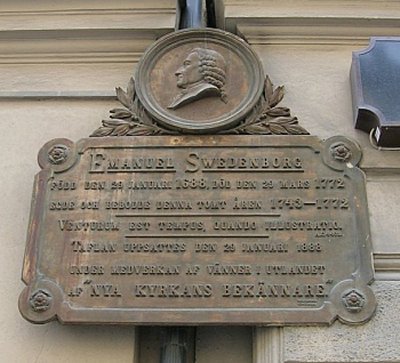 EMANUEL SWEDENBORG
FÖDD DEN 29 JANUARI 1688, DÖD DEN 29 MARS 1772
EGDE OCH BEBODDE DENNA TOMT ÅREN 1743–1772
VENTURUM EST TEMPUS, QUANDO ILLUSTRATIO.
TAFLAN UPPSATTES DEN 29 JANUARI 1888
UNDER MEDVERKAN AF VÄNNER I UTLANDET
AF "NYA KYRKANS BEKÄNNARE"